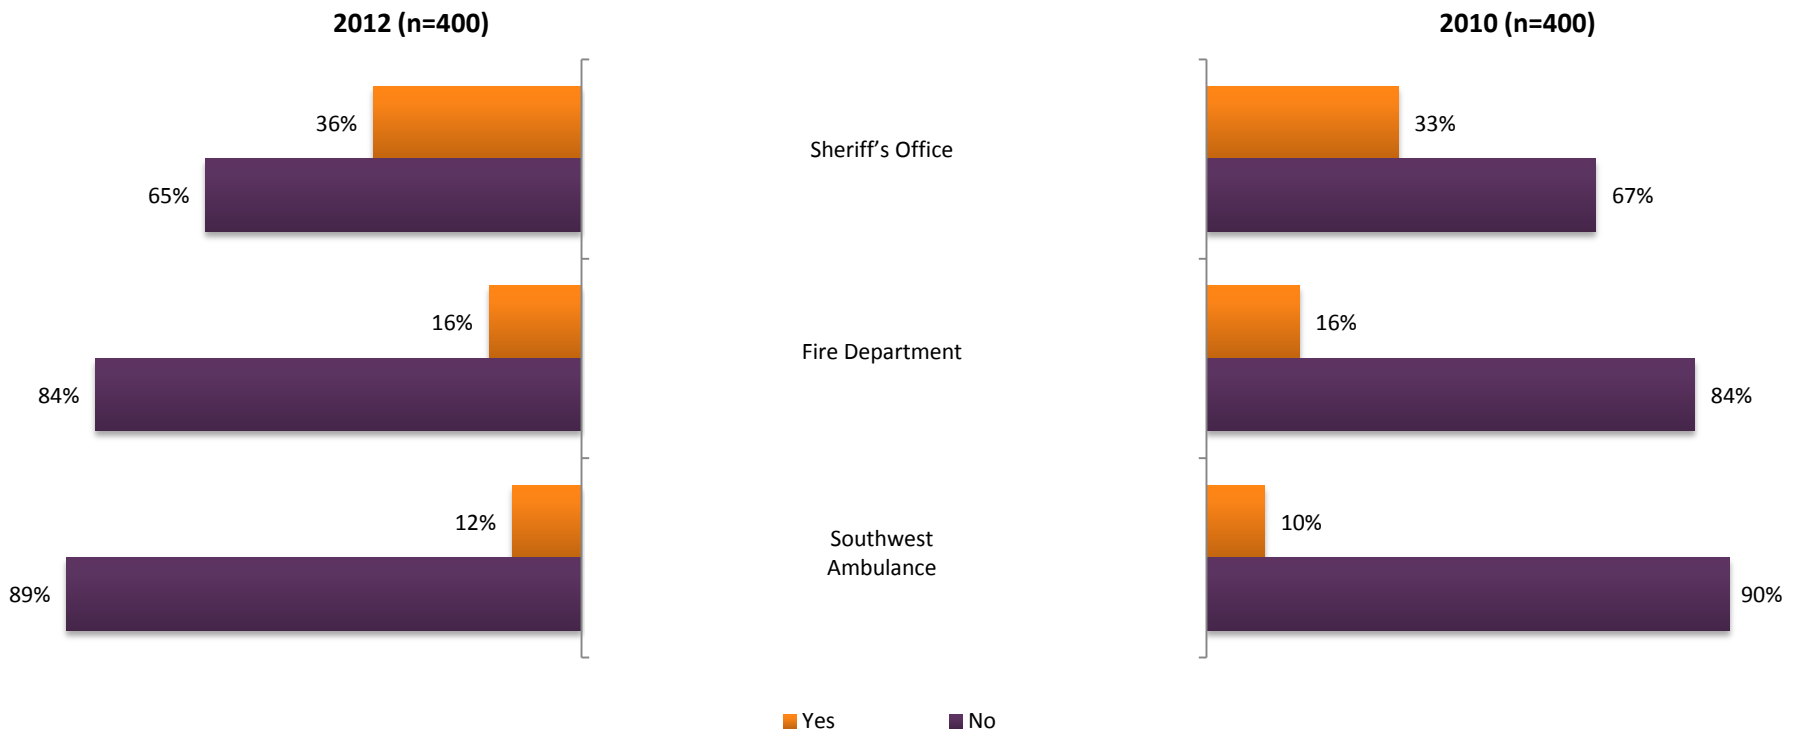 2012 (n=400)
2010 (n=400)
36%
Sheriff’s Office
33%
65%
67%
16%
Fire Department
16%
84%
84%
12%
Southwest
Ambulance
10%
89%
90%
Yes
No